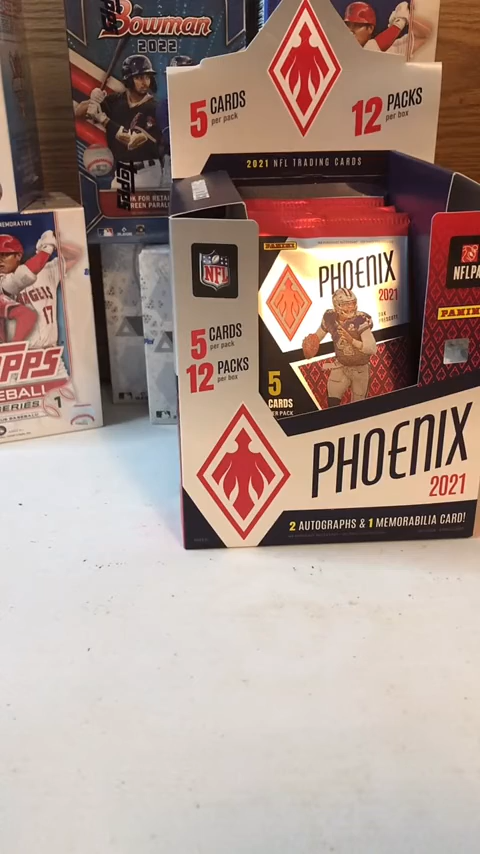 Bowman
2022
Topps
5 CARDS
per pack
12 PACKS
per box
2021 NFL TRADING CARDS
NFL
5 CARDS
per pack
12 PACKS
per box
PANINI
PHOENIX
2021
5
CARDS
PER PACK
NFLPA
PANINI
ANGELS
17
TOPPS
BASEBALL
SERIES 1
PHOENIX
2021
2 AUTOGRAPHS & 1 MEMORABILIA CARD!